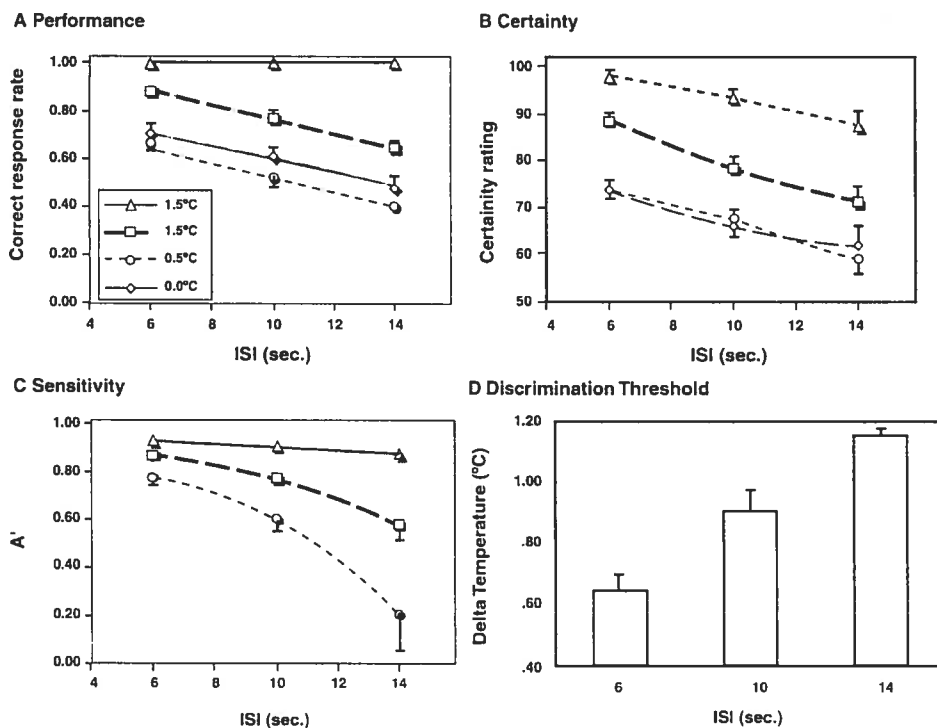 A Performance
Correct response rate
1.00
0.80
0.60
0.40
0.20
0.00
1.5°C
1.5°C
0.5°C
0.0°C
4 6 8 10 12 14
ISI (sec.)
B Certainty
Certainity rating
100
90
80
70
60
50
4 6 8 10 12 14
ISI (sec.)
C Sensitivity
A'
1.00
0.80
0.60
0.40
0.20
0.00
4 6 8 10 12 14
ISI (sec.)
D Discrimination Threshold
Delta Temperature (°C)
1.20
1.00
.80
.60
.40
6 10 14
ISI (sec.)